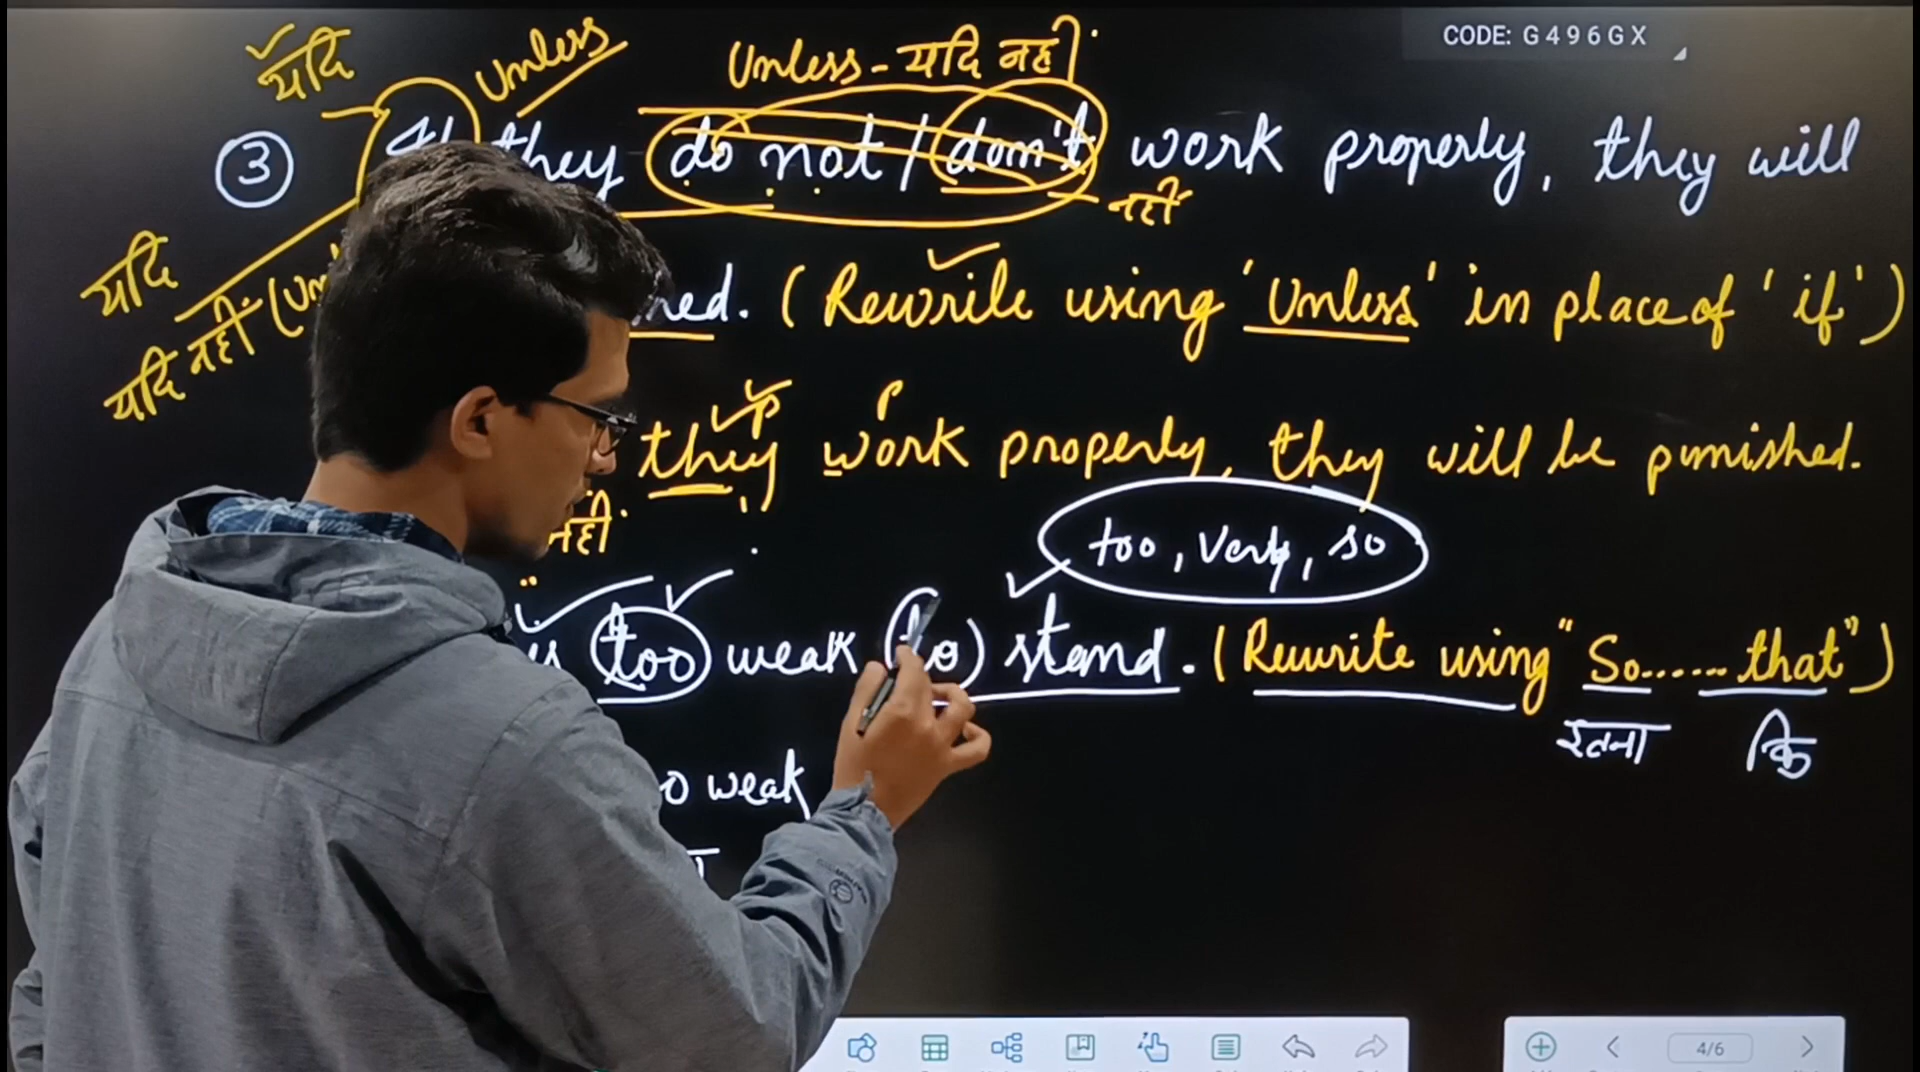 CODE: G496GX
यदि Unless Unless - यदि नहीं
③ they do not / don't work properly, they will
नहीं
यदि
यदि नहीं (Un
. (Rewrite using 'Unless' in place of 'if')
they work properly, they will be punished.
नहीं
too, very, so
is too weak (to) stand. (Rewrite using "So...... that")
इतना कि
weak
4/6